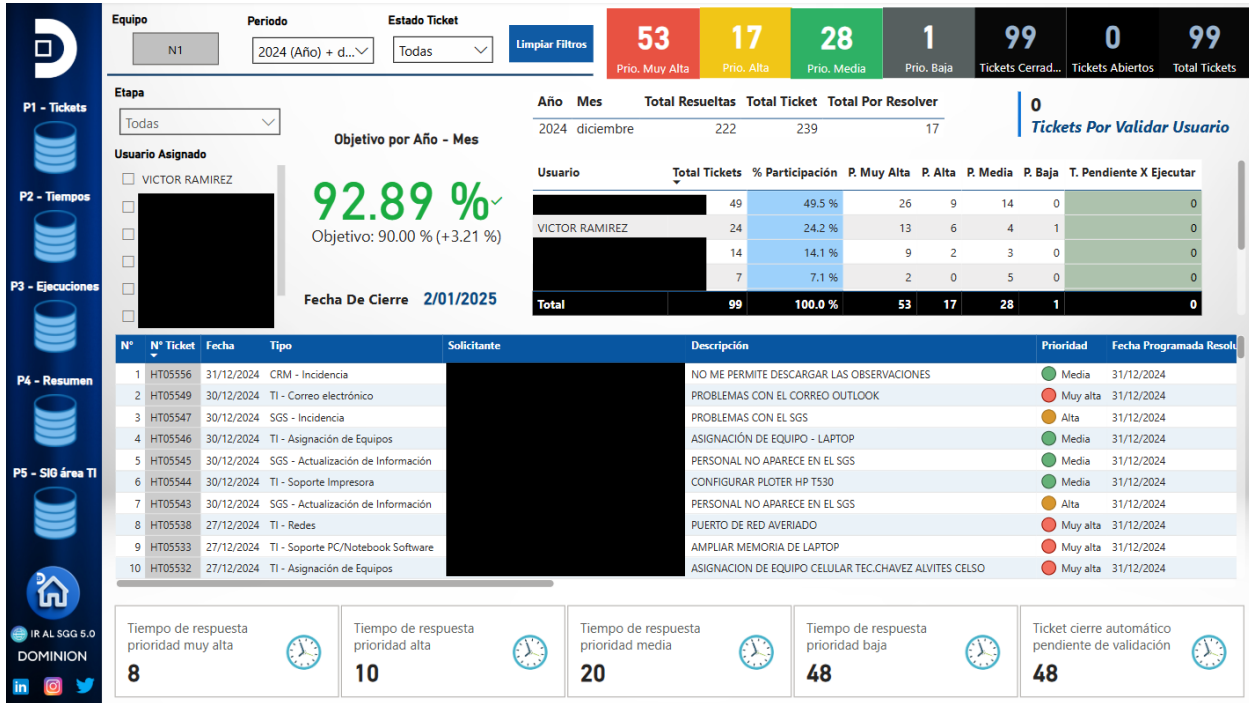 Equipo
N1
Periodo
2024 (Año) + d...
Estado Ticket
Todas
Limpiar Filtros
53
Prio. Muy Alta
17
Prio. Alta
28
Prio. Media
1
Prio. Baja
99
Tickets Cerrad...
0
Tickets Abiertos
99
Total Tickets
P1 - Tickets
P2 - Tiempos
P3 - Ejecuciones
P4 - Resumen
P5 - SIG área TI
IR AL SGG 5.0
DOMINION
Etapa
Todas
Usuario Asignado
VICTOR RAMIREZ
Objetivo por Año - Mes
92.89 %
Objetivo: 90.00 % (+3.21 %)
Fecha De Cierre 2/01/2025
Año Mes Total Resueltas Total Ticket Total Por Resolver
2024 diciembre 222 239 17
0
Tickets Por Validar Usuario
Usuario Total Tickets % Participación P. Muy Alta P. Alta P. Media P. Baja T. Pendiente X Ejecutar
49 49.5 % 26 9 14 0 0
VICTOR RAMIREZ 24 24.2 % 13 6 4 1 0
14 14.1 % 9 2 3 0 0
7 7.1 % 2 0 5 0 0
Total 99 100.0 % 53 17 28 1 0
N° N° Ticket Fecha Tipo Solicitante Descripción Prioridad Fecha Programada Resolu
1 HT05556 31/12/2024 CRM - Incidencia NO ME PERMITE DESCARGAR LAS OBSERVACIONES Media 31/12/2024
2 HT05549 30/12/2024 TI - Correo electrónico PROBLEMAS CON EL CORREO OUTLOOK Muy alta 31/12/2024
3 HT05547 30/12/2024 SGS - Incidencia PROBLEMAS CON EL SGS Alta 31/12/2024
4 HT05546 30/12/2024 TI - Asignación de Equipos ASIGNACIÓN DE EQUIPO - LAPTOP Media 31/12/2024
5 HT05545 30/12/2024 SGS - Actualización de Información PERSONAL NO APARECE EN EL SGS Media 31/12/2024
6 HT05544 30/12/2024 TI - Soporte Impresora CONFIGURAR PLOTER HP T530 Media 31/12/2024
7 HT05543 30/12/2024 SGS - Actualización de Información PERSONAL NO APARECE EN EL SGS Alta 31/12/2024
8 HT05538 27/12/2024 TI - Redes PUERTO DE RED AVERIADO Muy alta 31/12/2024
9 HT05533 27/12/2024 TI - Soporte PC/Notebook Software AMPLIAR MEMORIA DE LAPTOP Muy alta 31/12/2024
10 HT05532 27/12/2024 TI - Asignación de Equipos ASIGNACION DE EQUIPO CELULAR TEC.CHAVEZ ALVITES CELSO Muy alta 31/12/2024
Tiempo de respuesta
prioridad muy alta
8
Tiempo de respuesta
prioridad alta
10
Tiempo de respuesta
prioridad media
20
Tiempo de respuesta
prioridad baja
48
Ticket cierre automático
pendiente de validación
48